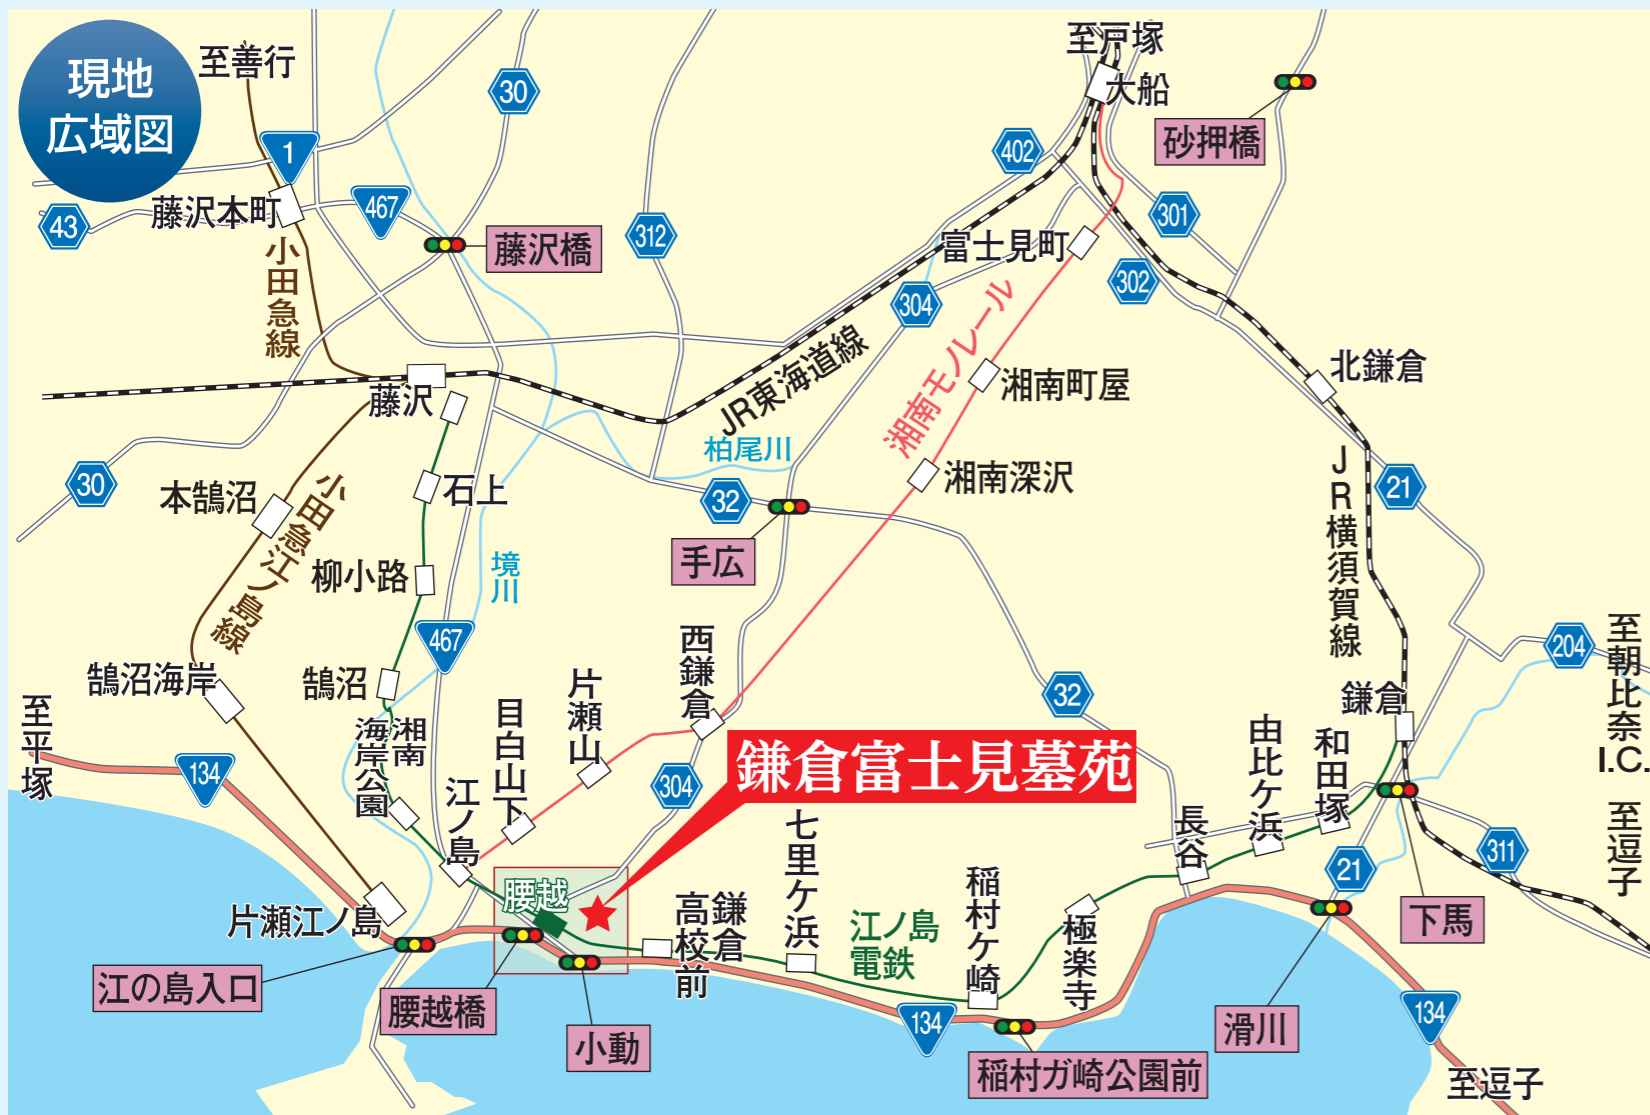 現地
広域図
至善行
1
30
至戸塚
大船
砂押橋
402
43
藤沢本町
467
藤沢橋
312
富士見町
301
302
304
小田急線
JR東海道線
湘南モノレール
湘南町屋
北鎌倉
藤沢
柏尾川
湘南深沢
30
本鵠沼
石上
小田急江ノ島線
32
手広
21
JR横須賀線
柳小路
境川
467
204
至朝比奈I.C.
鵠沼海岸
鵠沼
西鎌倉
片瀬山
目白山下
32
鎌倉
至平塚
134
湘南
海岸公園
江ノ島
304
鎌倉富士見墓苑
由比ケ浜
和田塚
長谷
至逗子
311
21
腰越
七里ケ浜
鎌倉
高校前
江ノ島
電鉄
稲村ケ崎
極楽寺
下馬
片瀬江ノ島
江の島入口
腰越橋
小動
134
稲村ガ崎公園前
滑川
134
至逗子